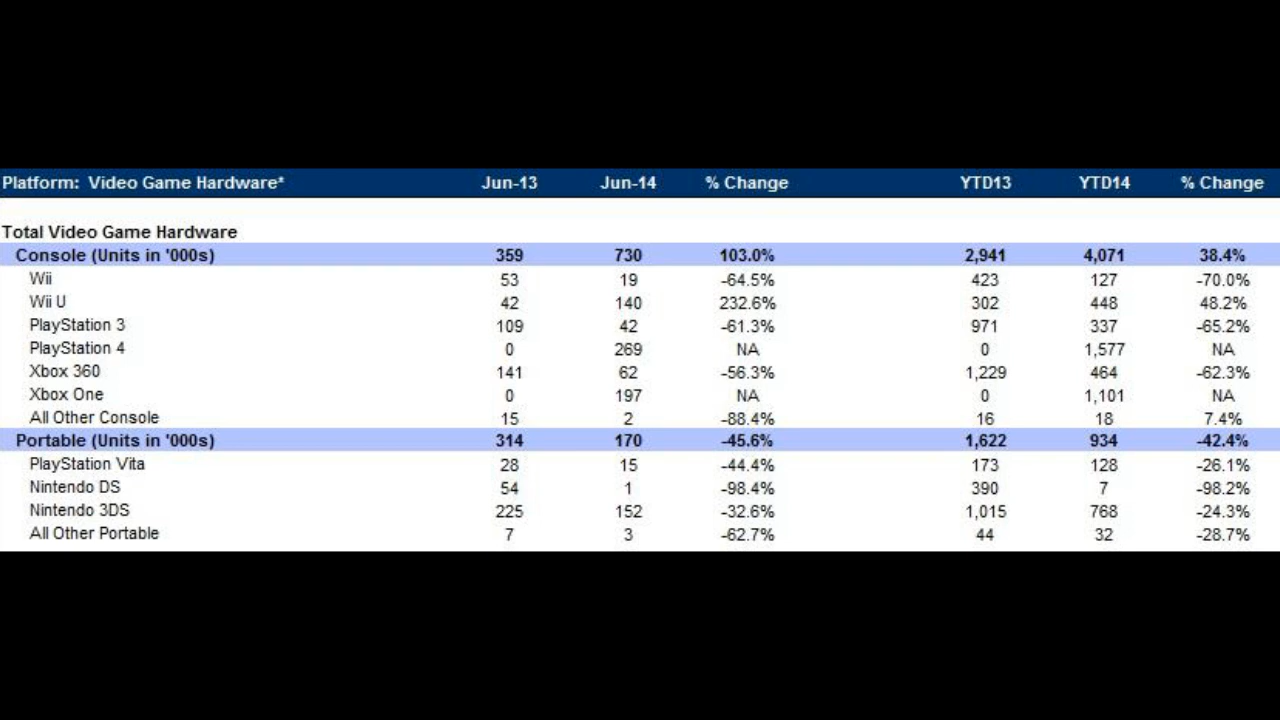 Platform: Video Game Hardware* Jun-13 Jun-14 % Change YTD13 YTD14 % Change
Total Video Game Hardware
Console (Units in '000s) 359 730 103.0% 2,941 4,071 38.4%
Wii 53 19 -64.5% 423 127 -70.0%
Wii U 42 140 232.6% 302 448 48.2%
PlayStation 3 109 42 -61.3% 971 337 -65.2%
PlayStation 4 0 269 NA 0 1,577 NA
Xbox 360 141 62 -56.3% 1,229 464 -62.3%
Xbox One 0 197 NA 0 1,101 NA
All Other Console 15 2 -88.4% 16 18 7.4%
Portable (Units in '000s) 314 170 -45.6% 1,622 934 -42.4%
PlayStation Vita 28 15 -44.4% 173 128 -26.1%
Nintendo DS 54 1 -98.4% 390 7 -98.2%
Nintendo 3DS 225 152 -32.6% 1,015 768 -24.3%
All Other Portable 7 3 -62.7% 44 32 -28.7%